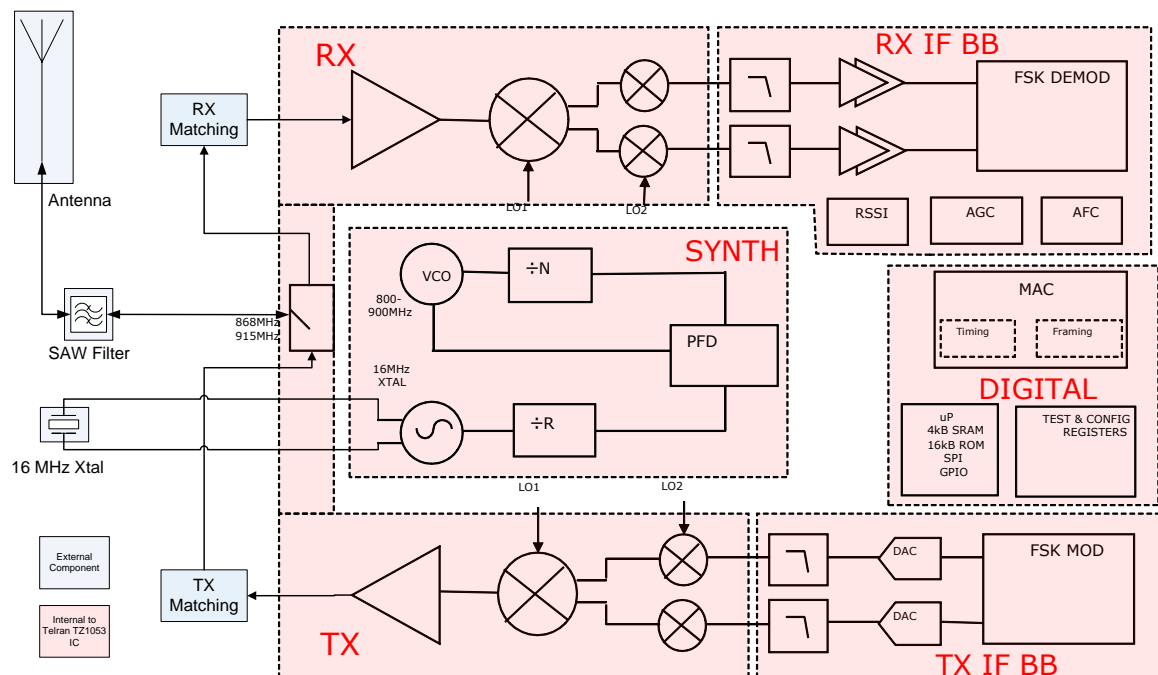 RX
RX IF BB
FSK DEMOD
RX
Matching
Antenna
LO1
LO2
RSSI
AGC
AFC
SYNTH
VCO
÷N
800-
900MHz
PFD
868MHz
915MHz
SAW Filter
16MHz
XTAL
÷R
16 MHz Xtal
MAC
Timing
Framing
DIGITAL
uP
4kB SRAM
16kB ROM
SPI
GPIO
TEST & CONFIG
REGISTERS
LO1
LO2
External
Component
Internal to
Telran TZ1053
IC
TX
Matching
TX
DAC
DAC
FSK MOD
TX IF BB